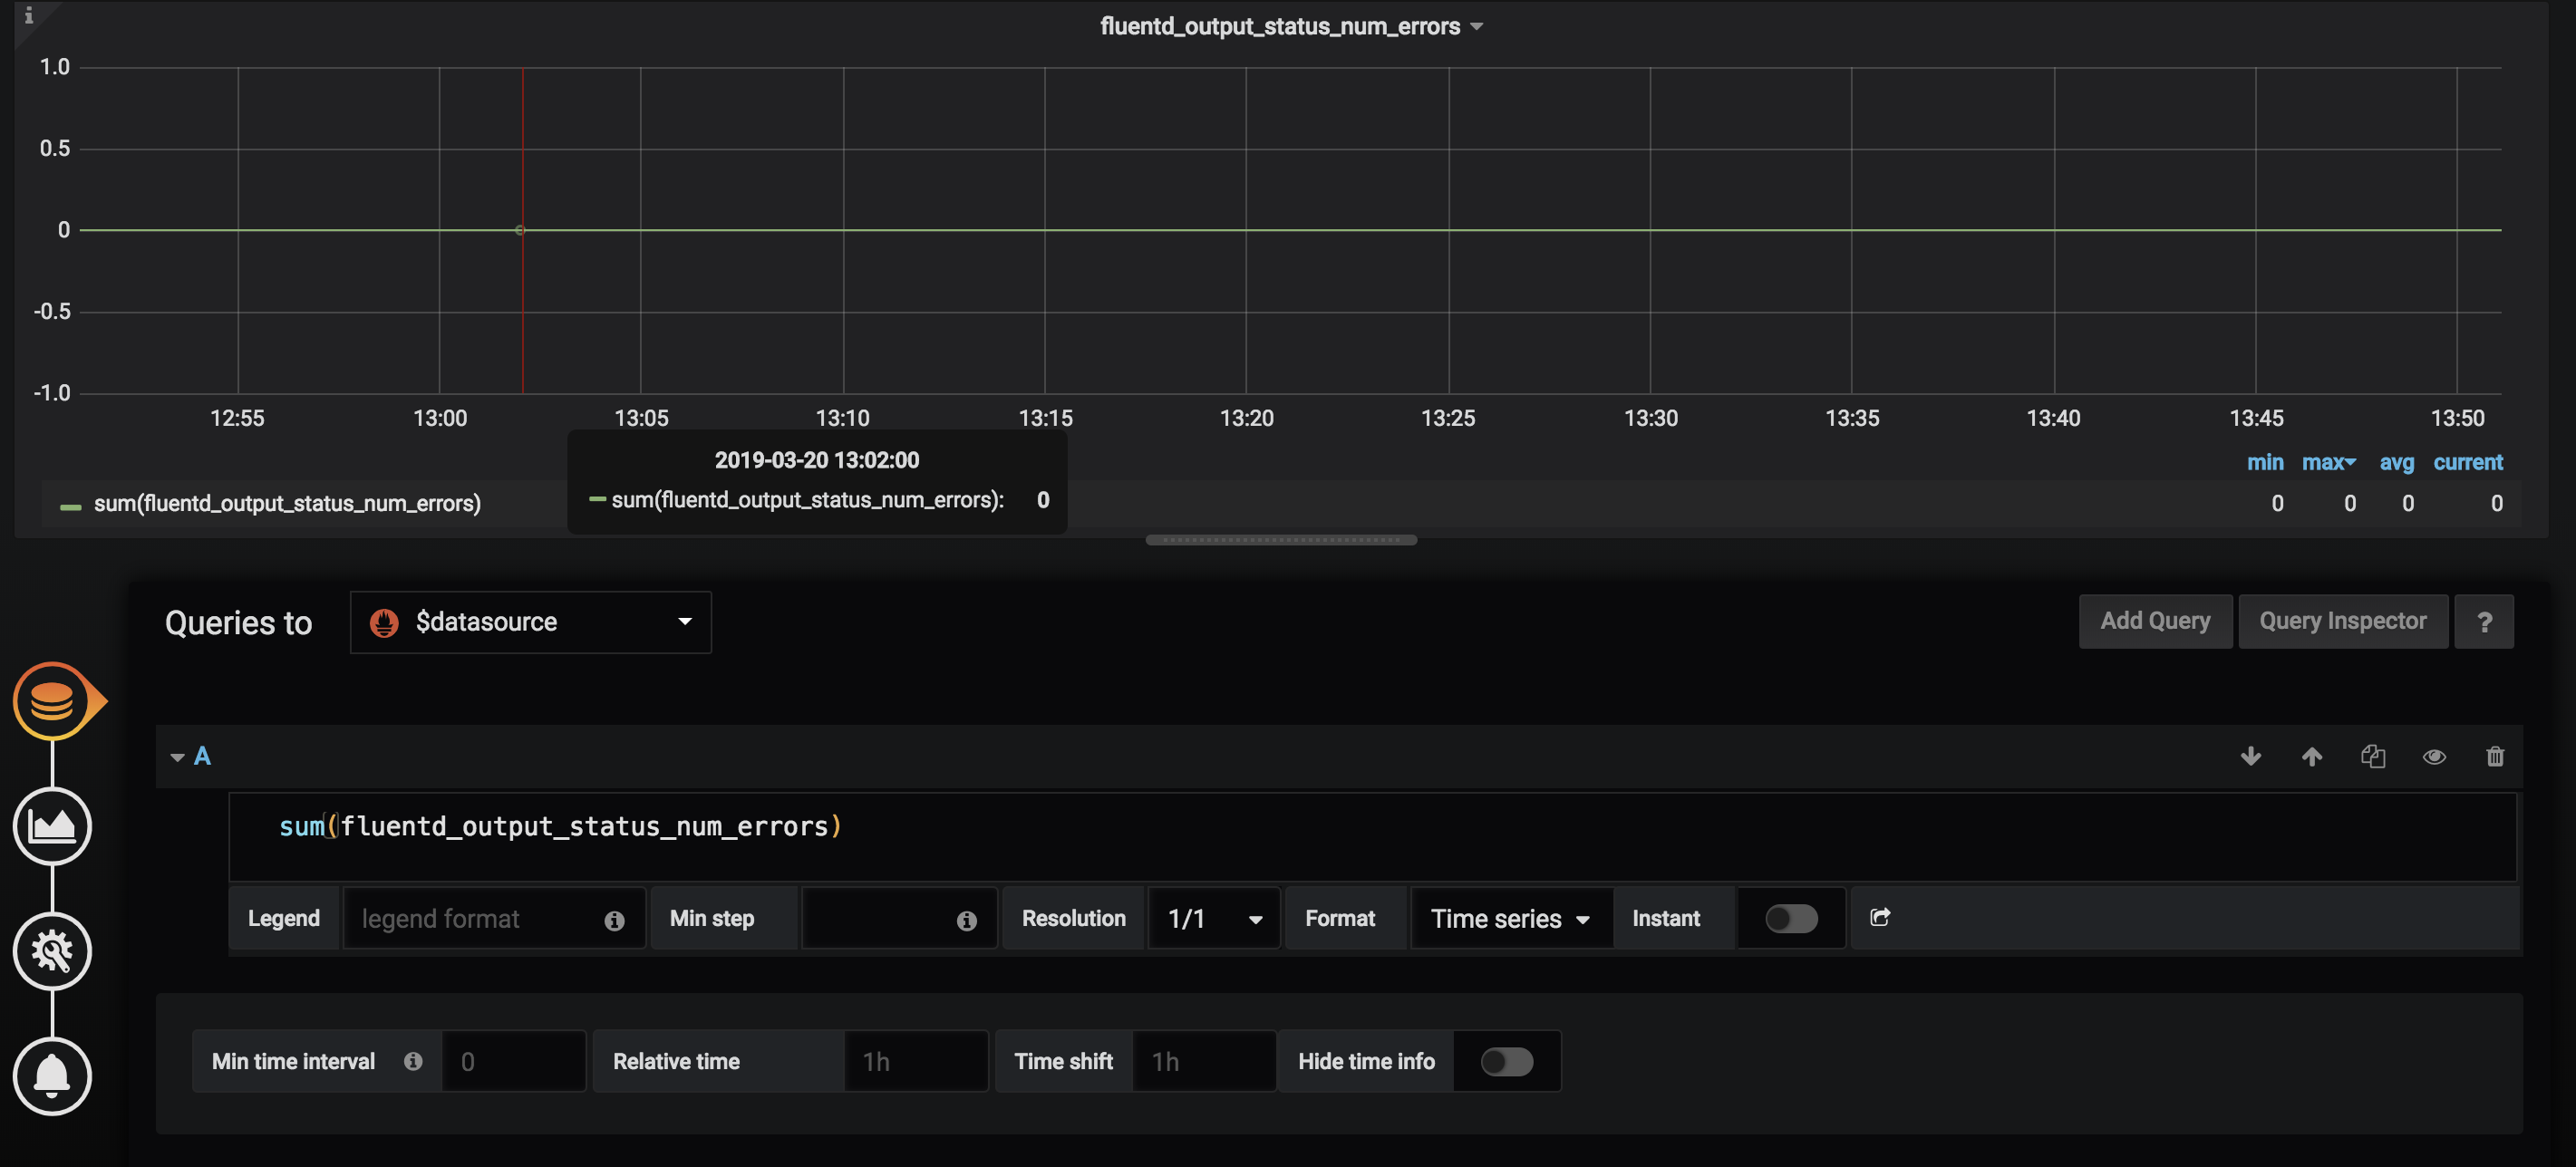 fluentd_output_status_num_errors
1.0
0.5
0
-0.5
-1.0
12:55 13:00 13:05 13:10 13:15 13:20 13:25 13:30 13:35 13:40 13:45 13:50
2019-03-20 13:02:00
sum(fluentd_output_status_num_errors): 0
min max avg current
sum(fluentd_output_status_num_errors) 0 0 0 0
Queries to $datasource Add Query Query Inspector ?
A
sum(fluentd_output_status_num_errors)
Legend legend format Min step Resolution 1/1 Format Time series Instant
Min time interval 0 Relative time 1h Time shift 1h Hide time info